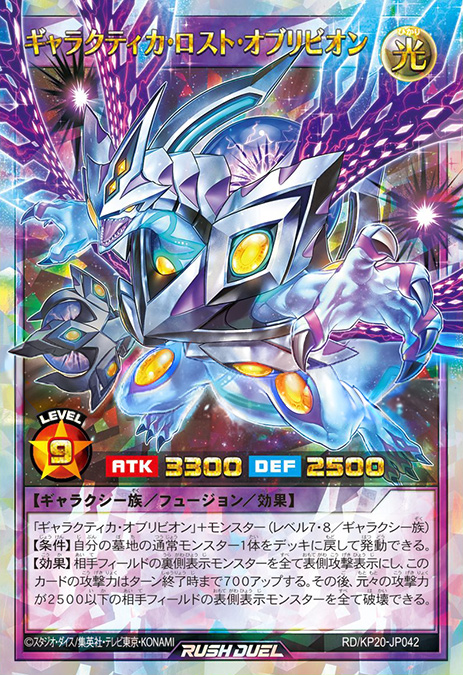 ギャラクティカ・ロスト・オブリビオン
ひかり
光
LEVEL
9
ATK 3300 DEF 2500
【ギャラクシー族/フュージョン/効果】
「ギャラクティカ・オブリビオン」+モンスター(レベル7・8/ギャラクシー族)
【条件】自分の墓地の通常モンスター1体をデッキに戻して発動できる。
【効果】相手フィールドの裏側表示モンスターを全て表側攻撃表示にし、この
カードの攻撃力はターン終了時まで700アップする。その後、元々の攻撃力
が2500以下の相手フィールドの表側表示モンスターを全て破壊できる。
©スタジオ・ダイス/集英社・テレビ東京・KONAMI
RUSH DUEL
RD/KP20-JP042